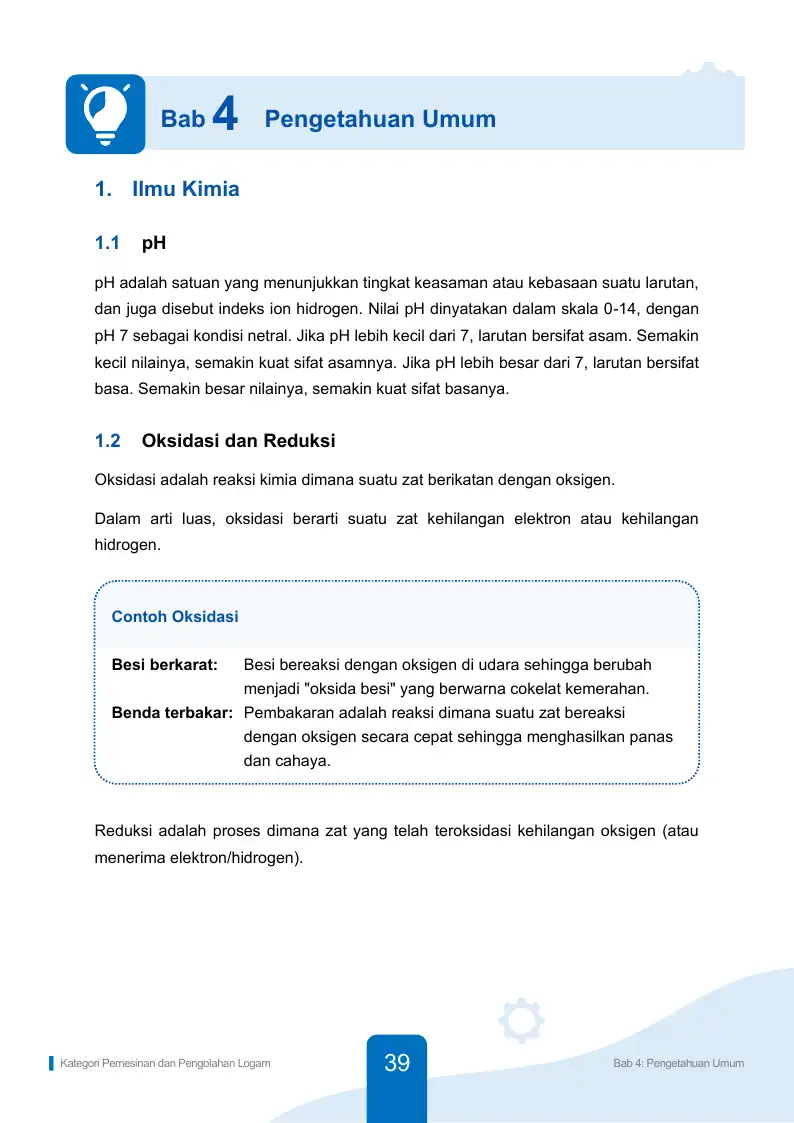 Bab 4 Pengetahuan Umum
1. Ilmu Kimia
1.1 pH
pH adalah satuan yang menunjukkan tingkat keasaman atau kebasaan suatu larutan,
dan juga disebut indeks ion hidrogen. Nilai pH dinyatakan dalam skala 0-14, dengan
pH 7 sebagai kondisi netral. Jika pH lebih kecil dari 7, larutan bersifat asam. Semakin
kecil nilainya, semakin kuat sifat asamnya. Jika pH lebih besar dari 7, larutan bersifat
basa. Semakin besar nilainya, semakin kuat sifat basanya.
1.2 Oksidasi dan Reduksi
Oksidasi adalah reaksi kimia dimana suatu zat berikatan dengan oksigen.
Dalam arti luas, oksidasi berarti suatu zat kehilangan elektron atau kehilangan
hidrogen.
Contoh Oksidasi
Besi berkarat: Besi bereaksi dengan oksigen di udara sehingga berubah
menjadi "oksida besi" yang berwarna cokelat kemerahan.
Benda terbakar: Pembakaran adalah reaksi dimana suatu zat bereaksi
dengan oksigen secara cepat sehingga menghasilkan panas
dan cahaya.
Reduksi adalah proses dimana zat yang telah teroksidasi kehilangan oksigen (atau
menerima elektron/hidrogen).
Kategori Pemesinan dan Pengolahan Logam
39
Bab 4: Pengetahuan Umum